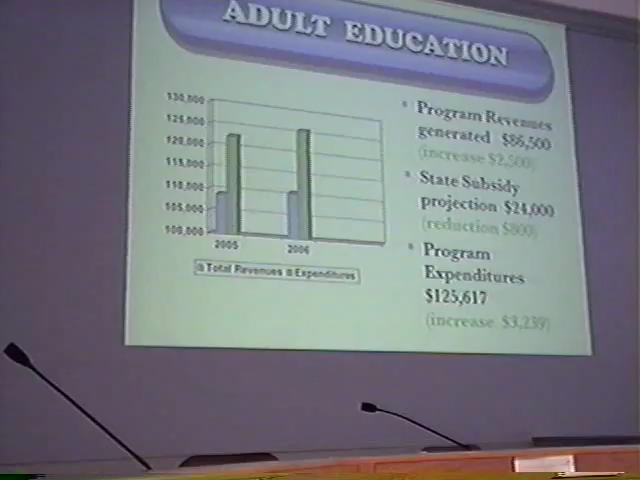 ADULT EDUCATION
130,000
125,000
120,000
115,000
110,000
105,000
100,000
2005
2006
Total Revenues
Expenditures
Program Revenues
generated $86,500
(increase $2,500)
State Subsidy
projection $24,000
(reduction $800)
Program
Expenditures
$125,617
(increase $3,239)